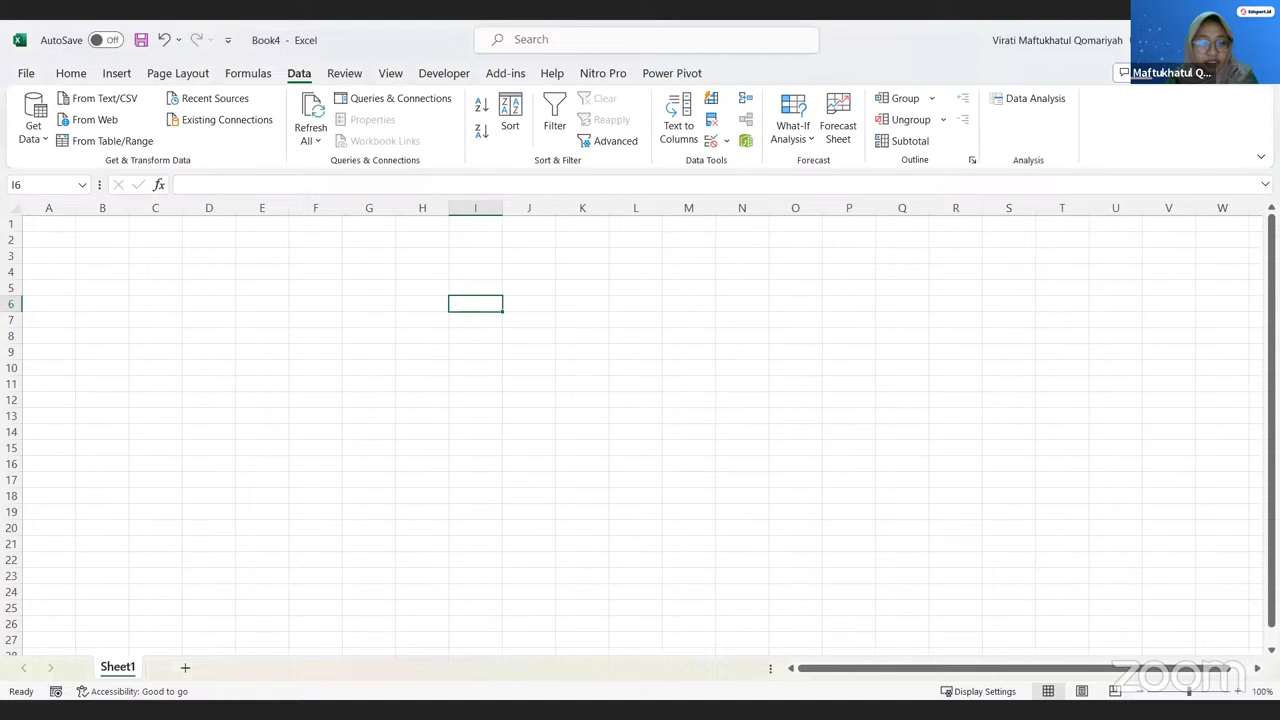 AutoSave Off Book4 - Excel Search Virati Maftukhatul Qomariyah
Edspert.id
Maftukhatul Q...
File Home Insert Page Layout Formulas Data Review View Developer Add-ins Help Nitro Pro Power Pivot
Get Data
From Text/CSV
From Web
From Table/Range
Recent Sources
Existing Connections
Get & Transform Data
Refresh All
Queries & Connections
Properties
Workbook Links
Queries & Connections
Sort
Filter
Clear
Reapply
Advanced
Sort & Filter
Text to Columns
Data Tools
What-If Analysis
Forecast Sheet
Forecast
Group
Ungroup
Subtotal
Outline
Data Analysis
Analysis
I6 fx
A B C D E F G H I J K L M N O P Q R S T U V W
1
2
3
4
5
6
7
8
9
10
11
12
13
14
15
16
17
18
19
20
21
22
23
24
25
26
27
28
Sheet1
zoom
Ready Accessibility: Good to go Display Settings 100%